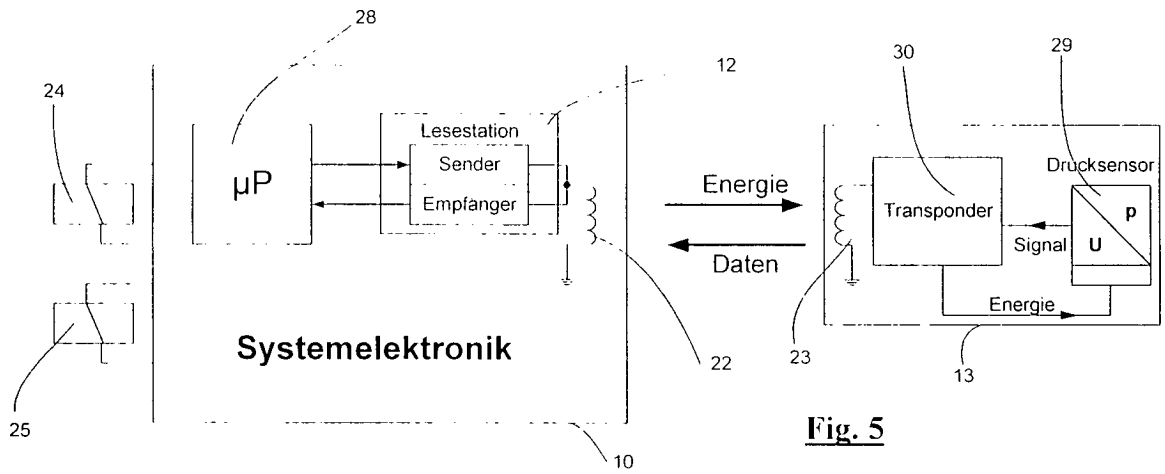 28
12
30
29
24
Lesestation
Sender
Empfänger
µP
Energie
Daten
Drucksensor
Transponder
p
U
Signal
Energie
Systemelektronik
22
23
13
25
10
Fig. 5